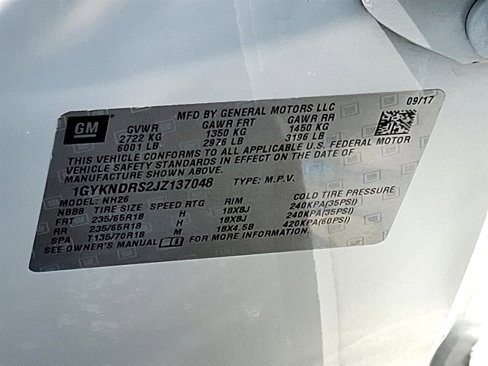 GM
MFD BY GENERAL MOTORS LLC
09/17
GVWR GAWR FRT GAWR RR
2722 KG 1350 KG 1450 KG
6001 LB 2976 LB 3196 LB
THIS VEHICLE CONFORMS TO ALL APPLICABLE U.S. FEDERAL MOTOR
VEHICLE SAFETY STANDARDS IN EFFECT ON THE DATE OF
MANUFACTURE SHOWN ABOVE.
1GYKNDRS2JZ137048 TYPE: M.P.V.
NH26
NBBB TIRE SIZE SPEED RTG RIM COLD TIRE PRESSURE
FRT 235/65R18 H 18X8J 240KPA(35PSI)
RR 235/65R18 H 18X8J 240KPA(35PSI)
SPA T135/70R18 M 18X4.5B 420KPA(60PSI)
SEE OWNER'S MANUAL FOR MORE INFORMATION.